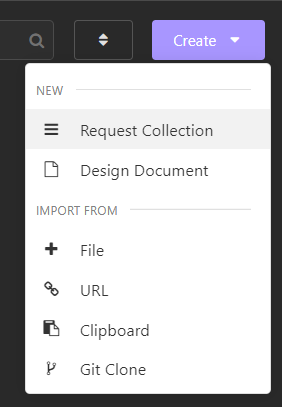 Create
NEW
Request Collection
Design Document
IMPORT FROM
File
URL
Clipboard
Git Clone